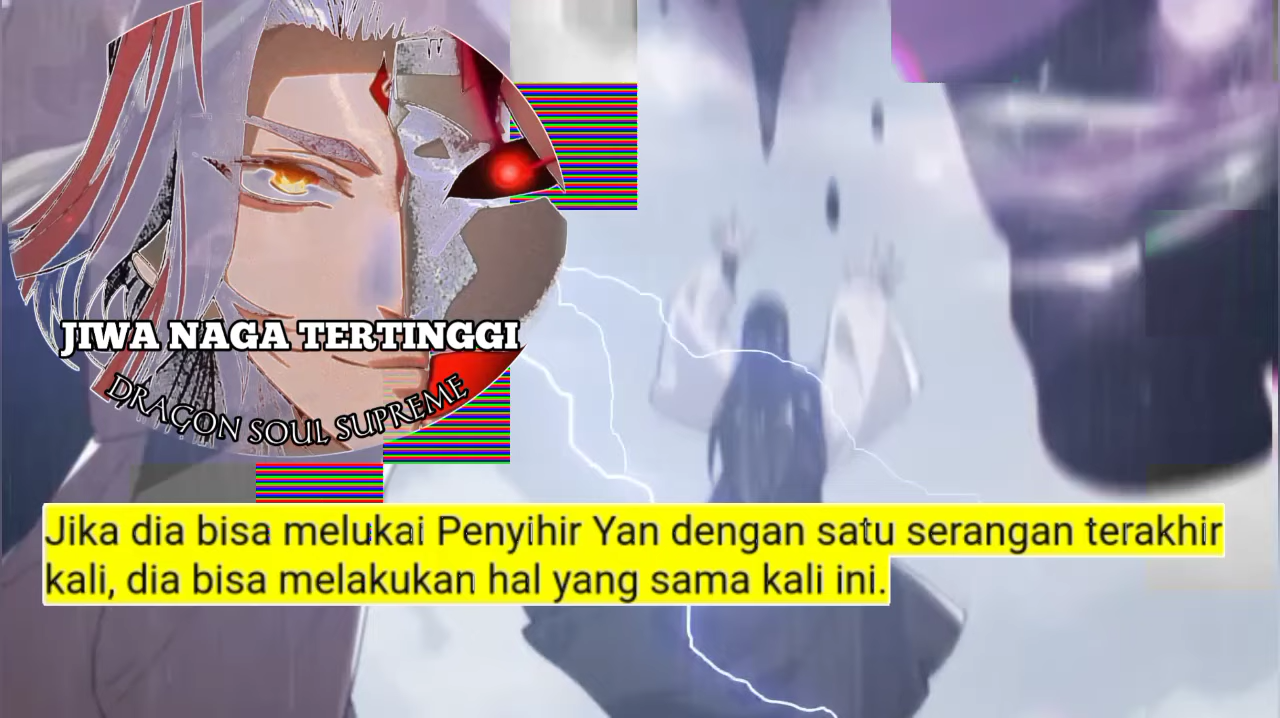 JIWA NAGA TERTINGGI
DRAGON SOUL SUPREME
Jika dia bisa melukai Penyihir Yan dengan satu serangan terakhir
kali, dia bisa melakukan hal yang sama kali ini.